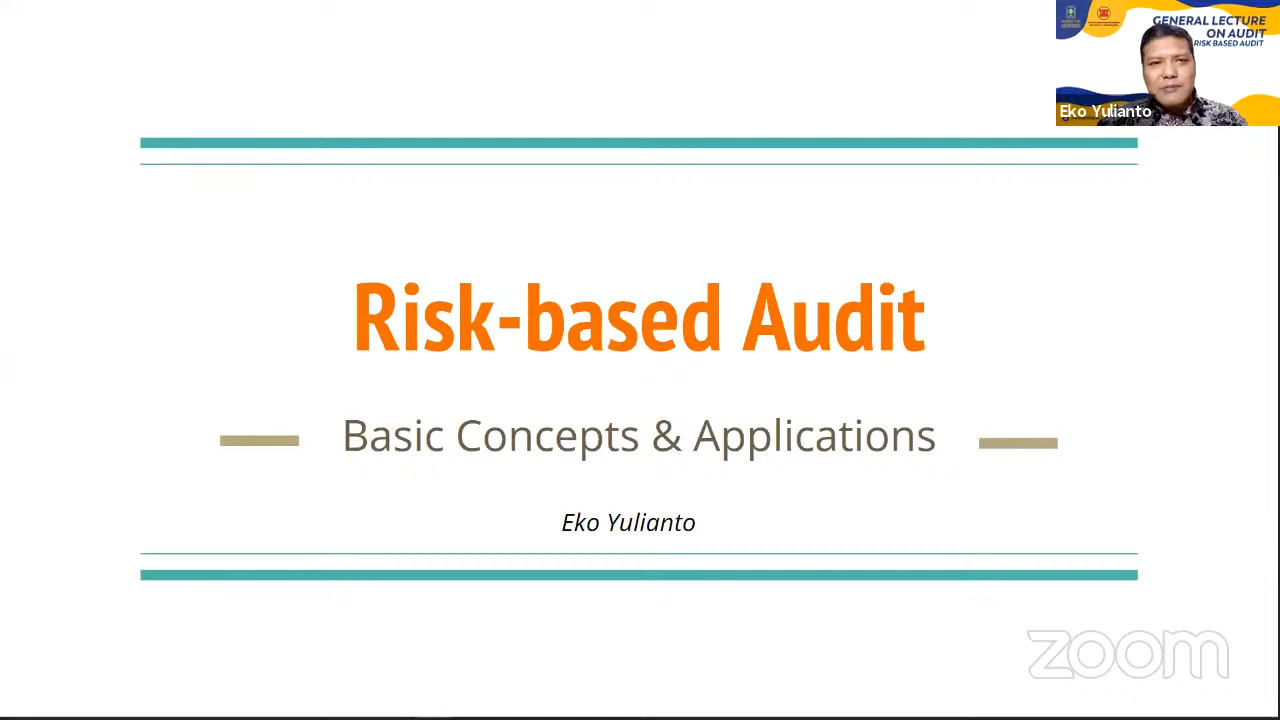 GENERAL LECTURE
ON AUDIT
RISK BASED AUDIT
Eko Yulianto
Risk-based Audit
Basic Concepts & Applications
Eko Yulianto
zoom